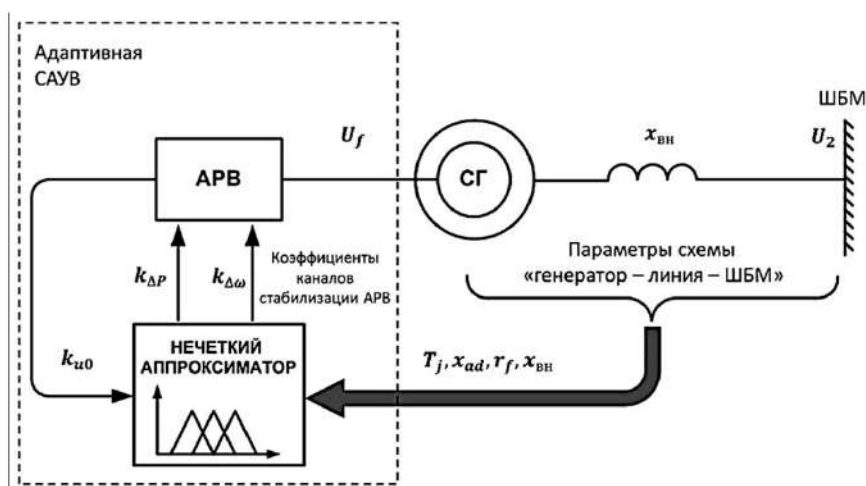 Адаптивная
САУВ
ШБМ
U_f
x_вн
U_2
АРВ
СГ
Коэффициенты
каналов
стабилизации АРВ
k_ΔP
k_Δω
Параметры схемы
«генератор – линия – ШБМ»
k_u0
НЕЧЕТКИЙ
АППРОКСИМАТОР
T_j, x_ad, r_f, x_вн